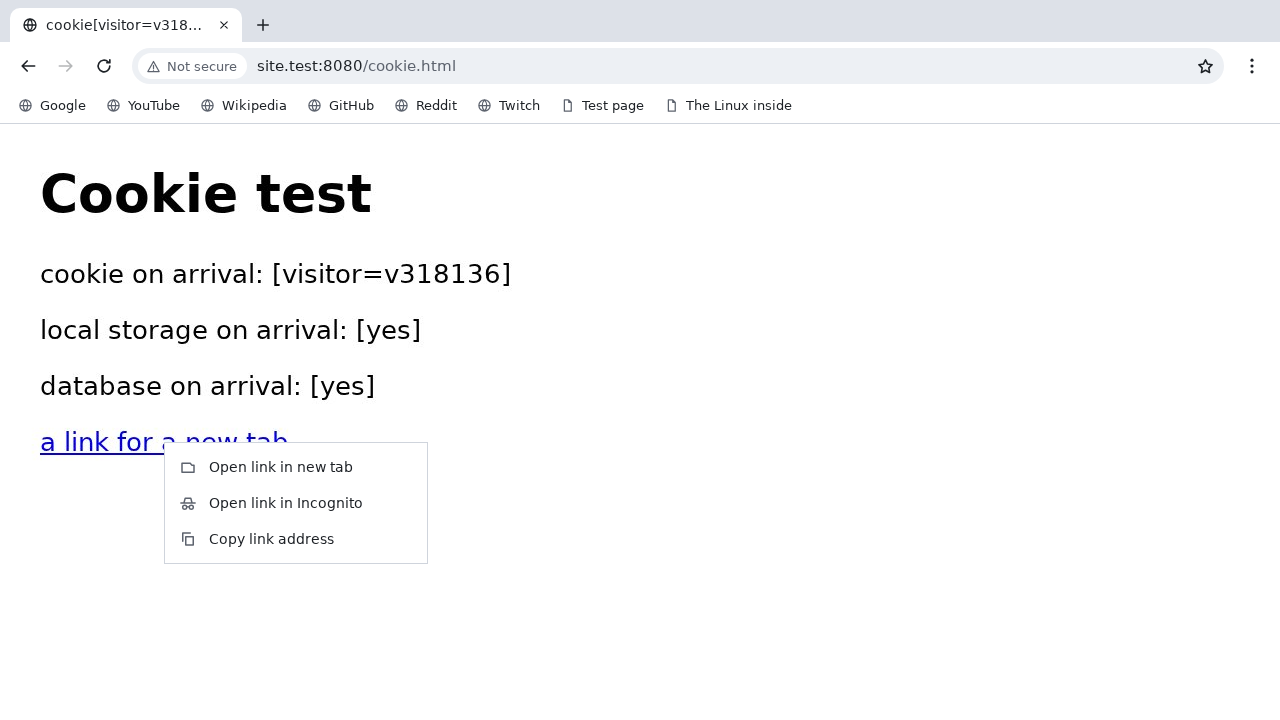 cookie[visitor=v318...
Not secure site.test:8080/cookie.html
Google YouTube Wikipedia GitHub Reddit Twitch Test page The Linux inside
Cookie test
cookie on arrival: [visitor=v318136]
local storage on arrival: [yes]
database on arrival: [yes]
a link for a new tab
Open link in new tab
Open link in Incognito
Copy link address